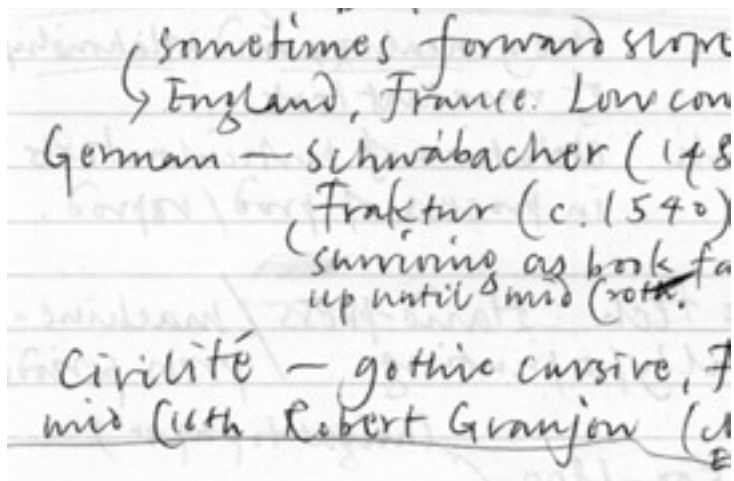 sometimes forward slope
England, France. Low con
German – Schwabacher (148
Fraktur (c. 1540)
surviving as book fa
up until mid C20th.
Civilité – gothic cursive, F
mid C16th Robert Granjon (